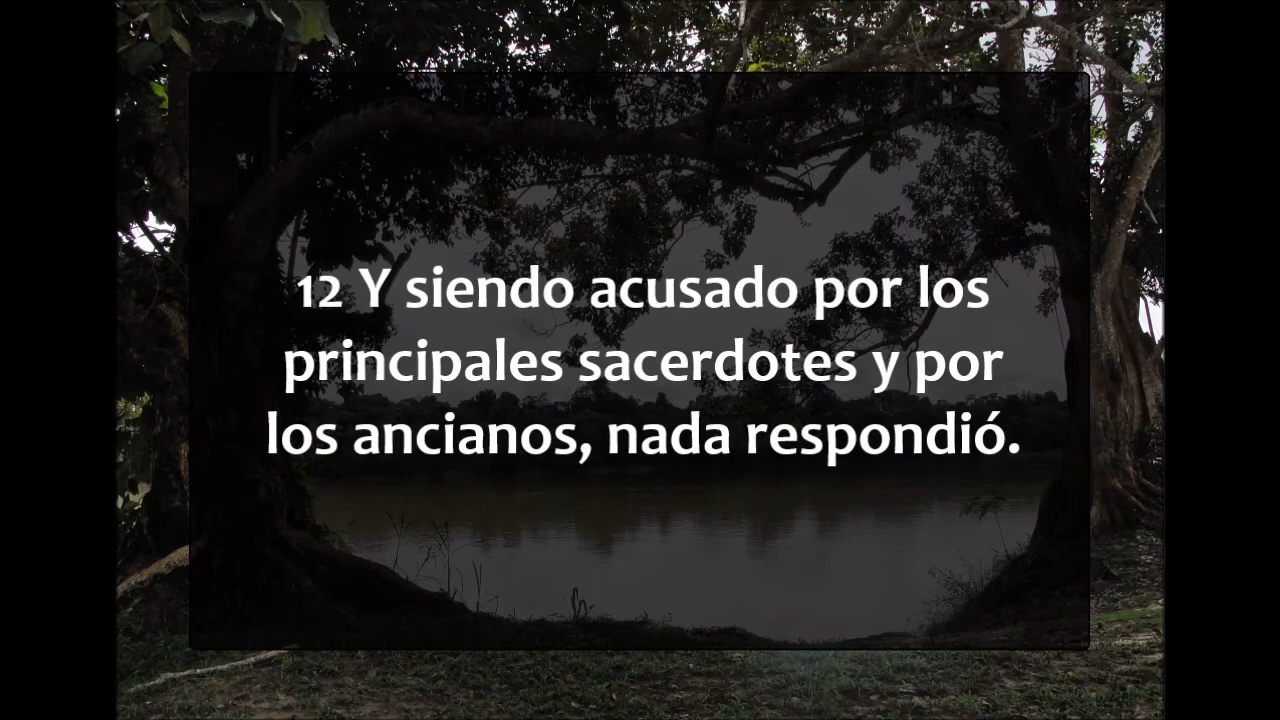 12 Y siendo acusado por los
principales sacerdotes y por
los ancianos, nada respondió.